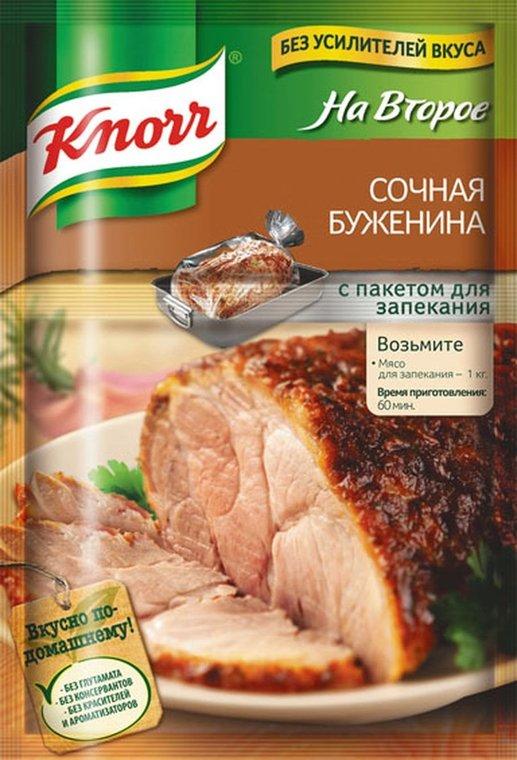 БЕЗ УСИЛИТЕЛЕЙ ВКУСА
Knorr®
На Второе
СОЧНАЯ
БУЖЕНИНА
с пакетом для
запекания
Возьмите
• Мясо
для запекания – 1 кг.
Время приготовления:
60 мин.
Вкусно по-
домашнему!
- БЕЗ ГЛУТАМАТА
- БЕЗ КОНСЕРВАНТОВ
- БЕЗ КРАСИТЕЛЕЙ
И АРОМАТИЗАТОРОВ